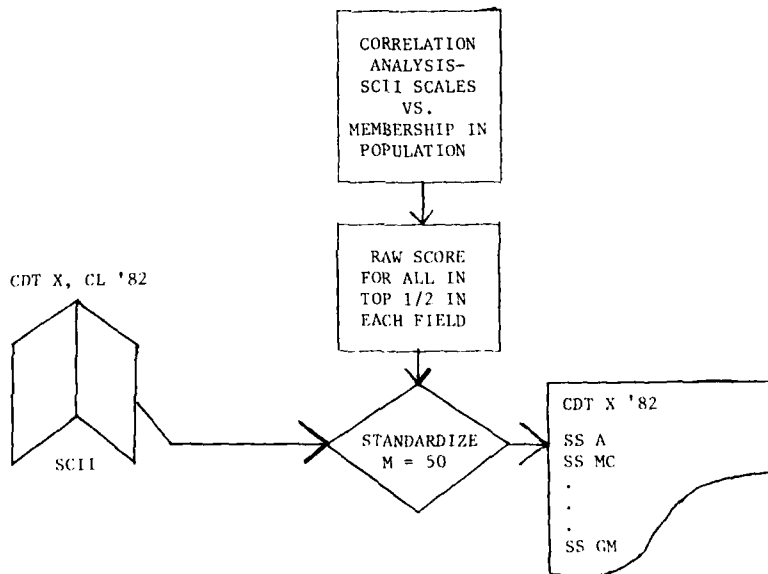 CORRELATION
ANALYSIS-
SCII SCALES
VS.
MEMBERSHIP IN
POPULATION
RAW SCORE
FOR ALL IN
TOP 1/2 IN
EACH FIELD
CDT X, CL '82
SCII
STANDARDIZE
M = 50
CDT X '82
SS A
SS MC
.
.
.
SS GM